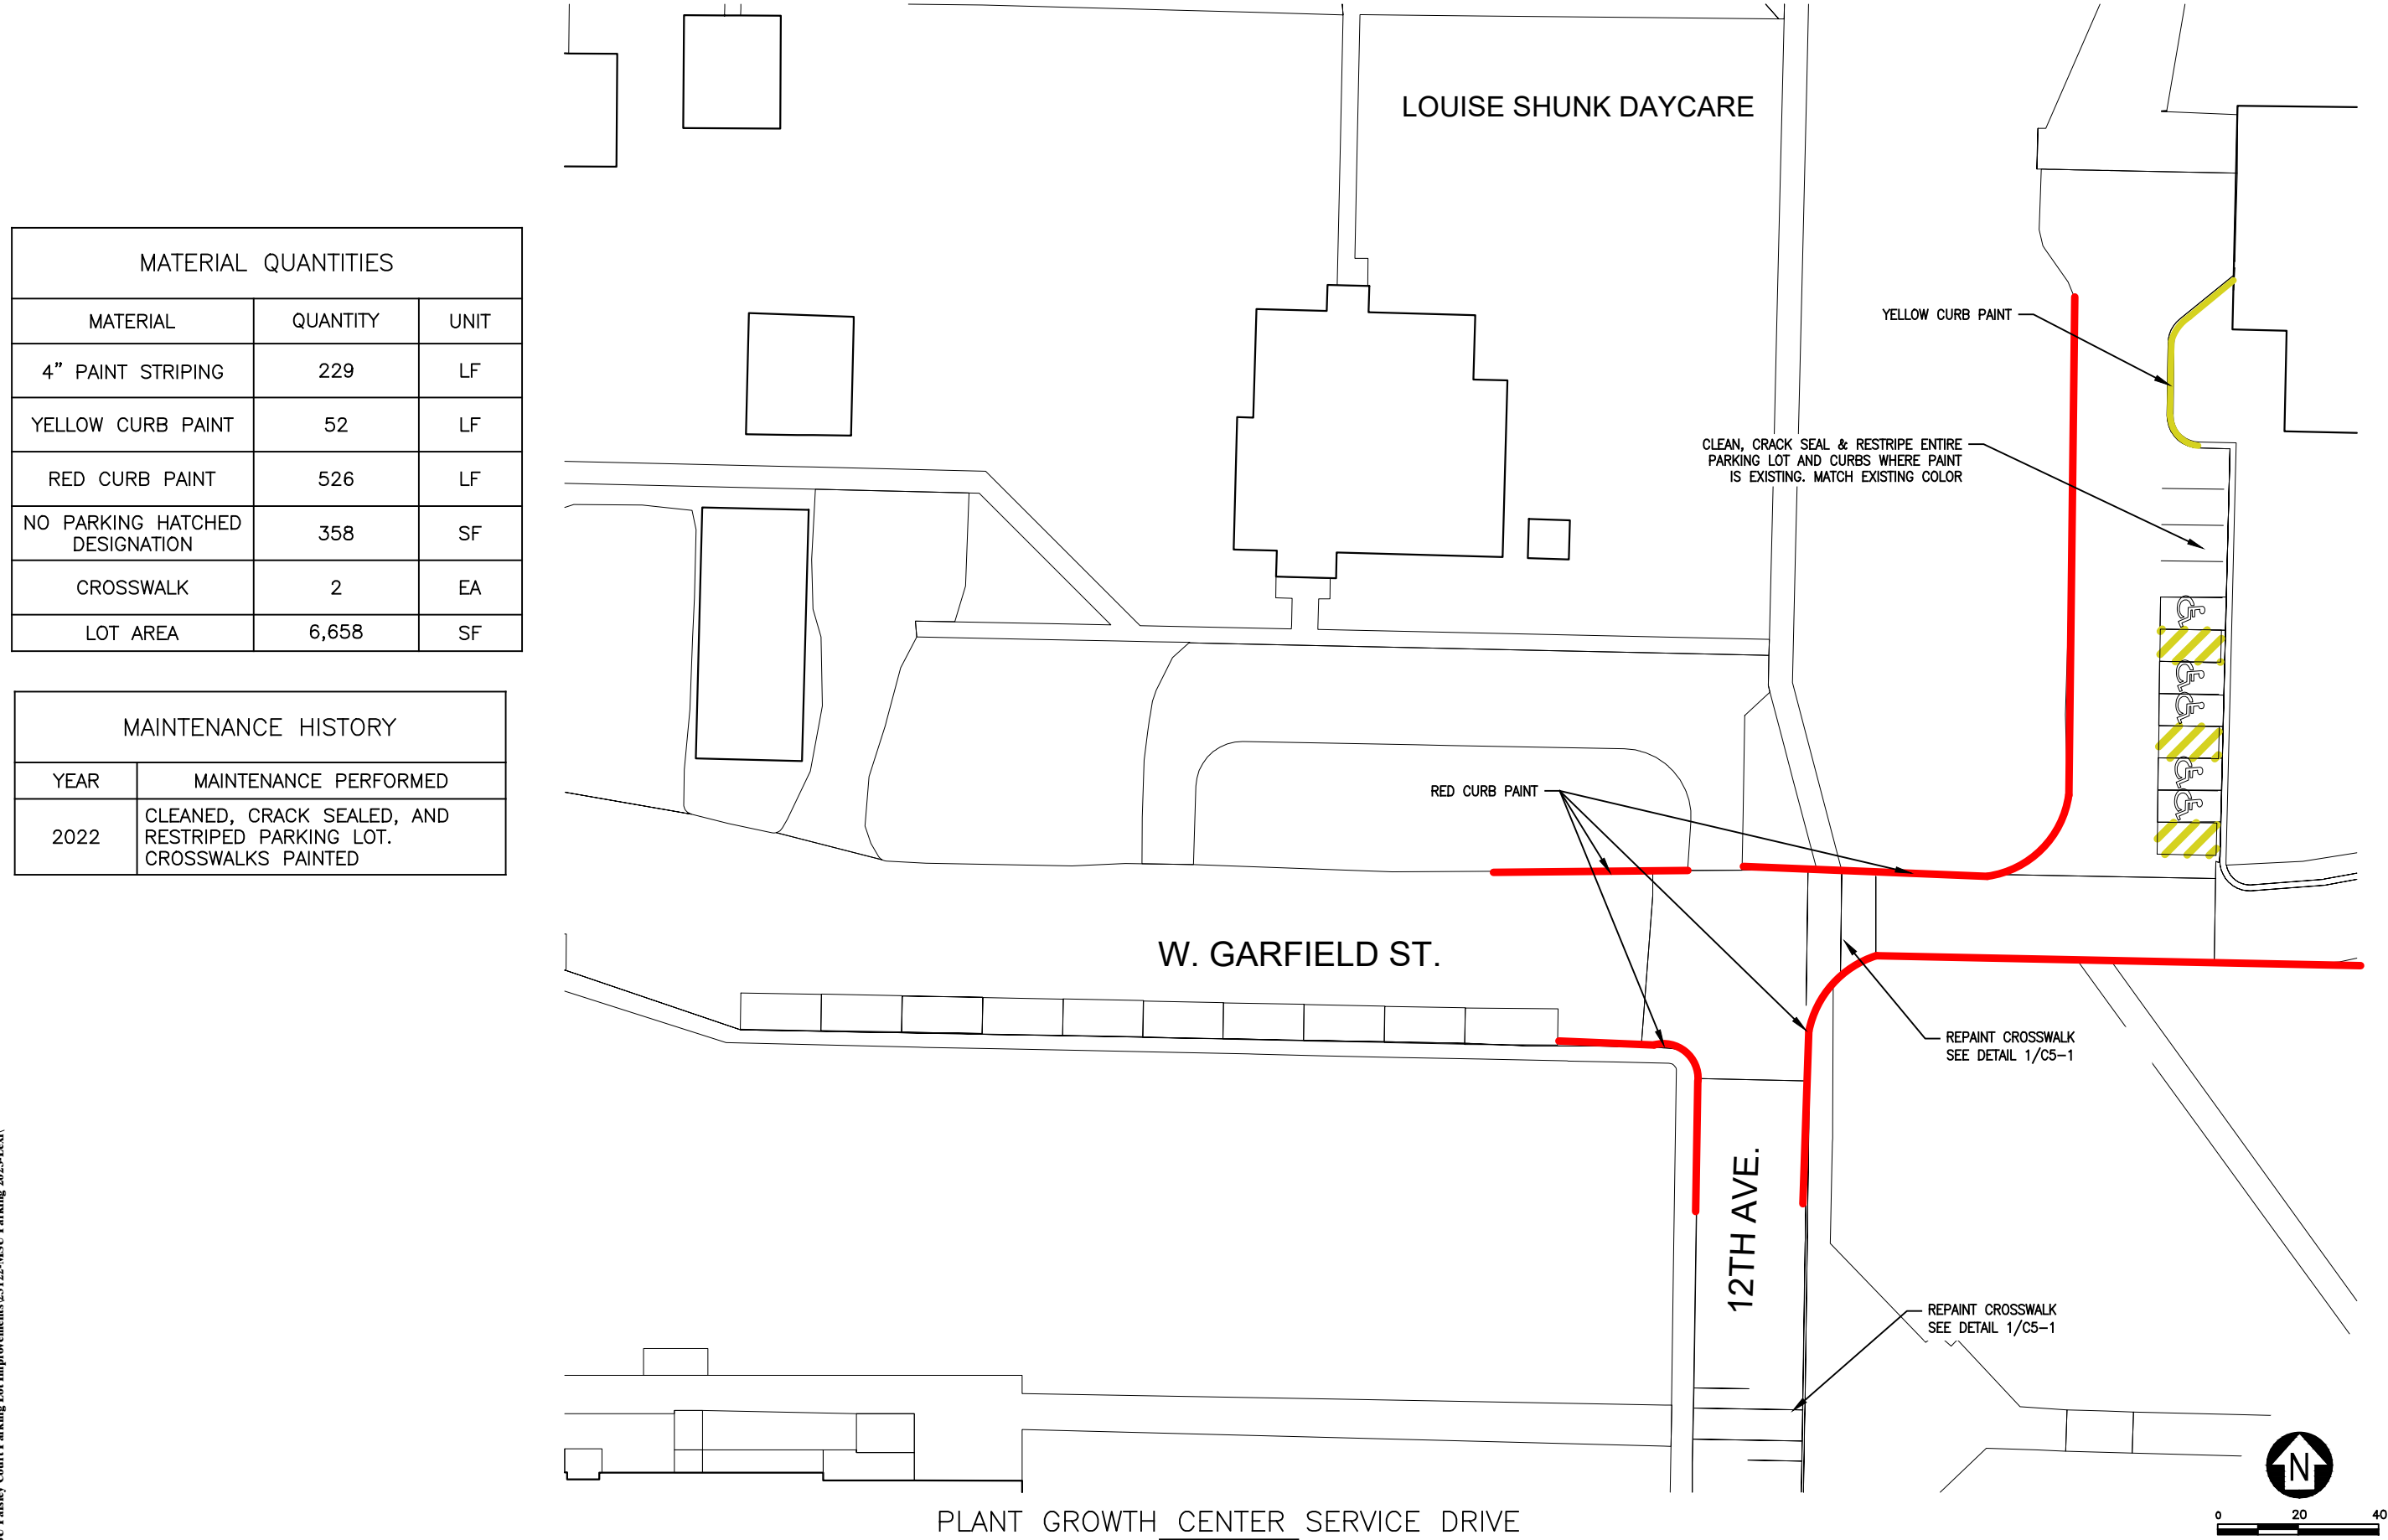 LOUISE SHUNK DAYCARE
MATERIAL QUANTITIES
MATERIAL QUANTITY UNIT
4” PAINT STRIPING 229 LF
YELLOW CURB PAINT 52 LF
RED CURB PAINT 526 LF
NO PARKING HATCHED
DESIGNATION 358 SF
CROSSWALK 2 EA
LOT AREA 6,658 SF
MAINTENANCE HISTORY
YEAR MAINTENANCE PERFORMED
2022 CLEANED, CRACK SEALED, AND
RESTRIPED PARKING LOT.
CROSSWALKS PAINTED
YELLOW CURB PAINT
CLEAN, CRACK SEAL & RESTRIPE ENTIRE
PARKING LOT AND CURBS WHERE PAINT
IS EXISTING. MATCH EXISTING COLOR
RED CURB PAINT
W. GARFIELD ST.
REPAINT CROSSWALK
SEE DETAIL 1/C5-1
12TH AVE.
REPAINT CROSSWALK
SEE DETAIL 1/C5-1
N
0 20 40
PLANT GROWTH CENTER SERVICE DRIVE
Court Parking Lot Improvements